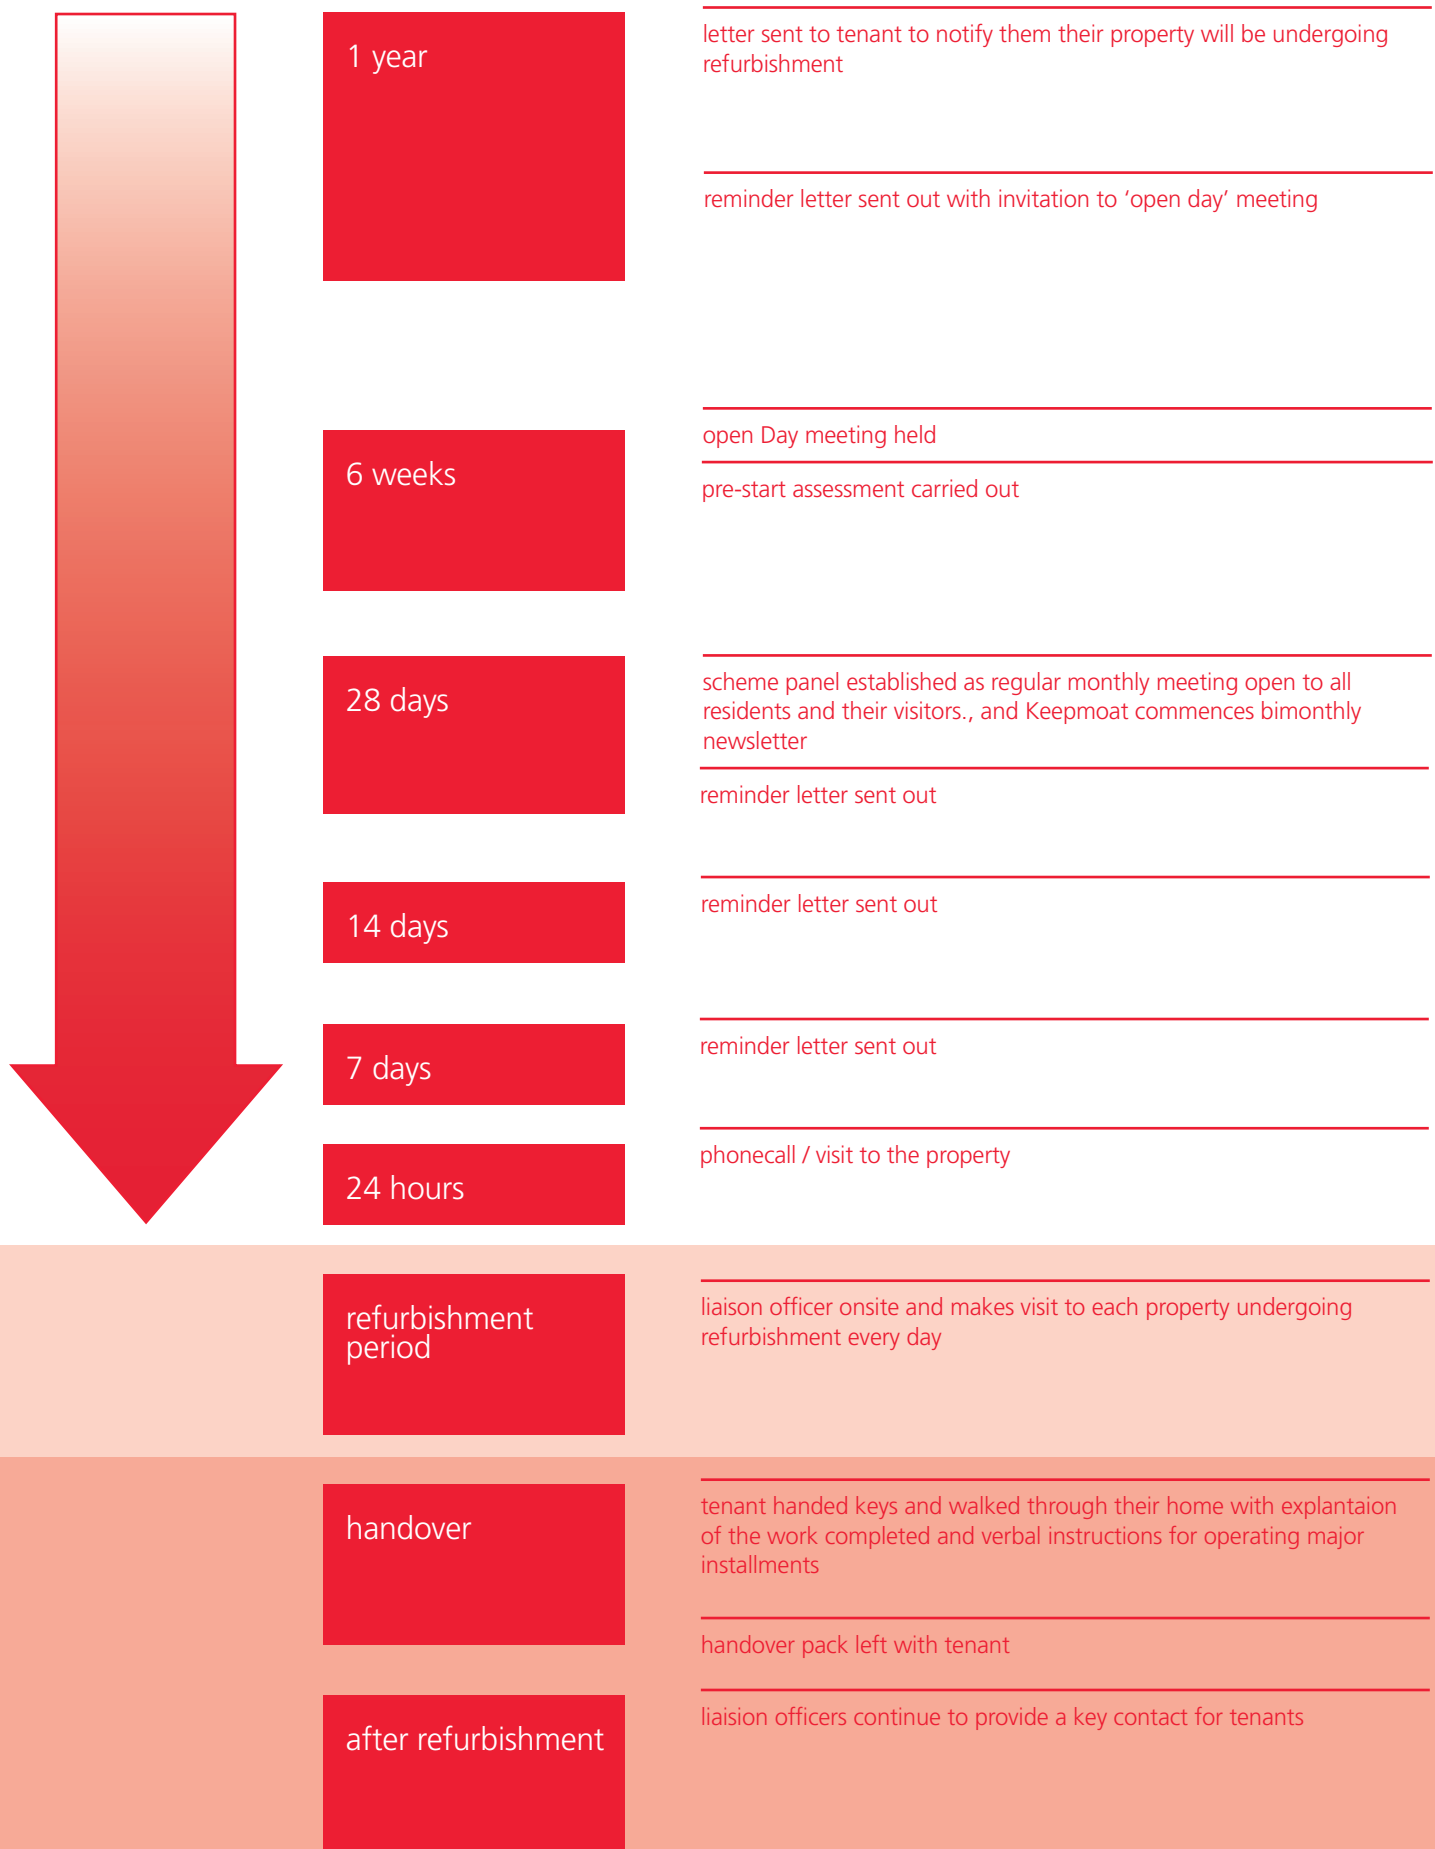 1 year
letter sent to tenant to notify them their property will be undergoing
refurbishment
reminder letter sent out with invitation to ‘open day’ meeting
6 weeks
open Day meeting held
pre-start assessment carried out
28 days
scheme panel established as regular monthly meeting open to all
residents and their visitors., and Keepmoat commences bimonthly
newsletter
reminder letter sent out
14 days
reminder letter sent out
7 days
reminder letter sent out
24 hours
phonecall / visit to the property
refurbishment
period
liaison officer onsite and makes visit to each property undergoing
refurbishment every day
handover
tenant handed keys and walked through their home with explantaion
of the work completed and verbal instructions for operating major
installments
handover pack left with tenant
after refurbishment
liaision officers continue to provide a key contact for tenants